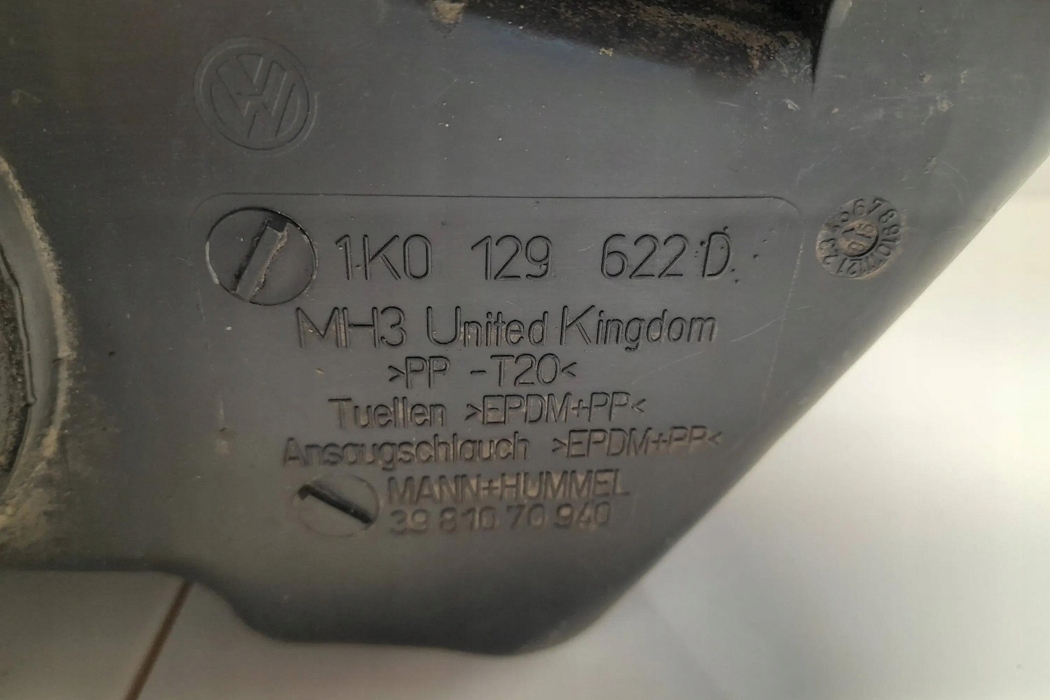 VW
1K0 129 622 D
MH3 United Kingdom
>PP -T20<
Tuellen >EPDM+PP<
Ansaugschlauch >EPDM+PP<
MANN+HUMMEL
39 810 70 940